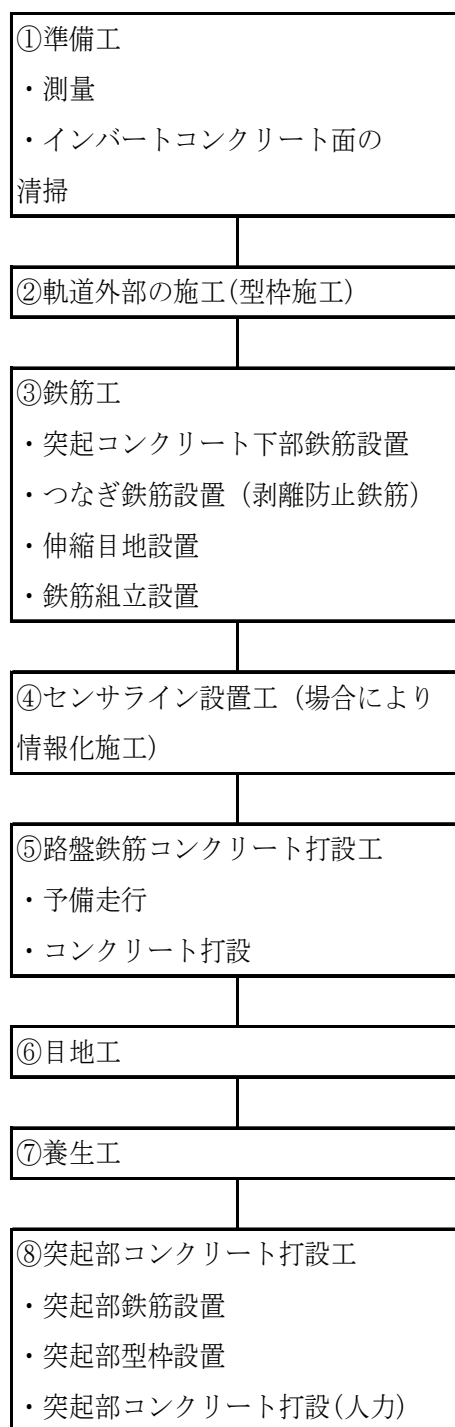 ①準備工
・測量
・インバートコンクリート面の
清掃
②軌道外部の施工(型枠施工)
③鉄筋工
・突起コンクリート下部鉄筋設置
・つなぎ鉄筋設置（剥離防止鉄筋）
・伸縮目地設置
・鉄筋組立設置
④センサライン設置工（場合により
情報化施工）
⑤路盤鉄筋コンクリート打設工
・予備走行
・コンクリート打設
⑥目地工
⑦養生工
⑧突起部コンクリート打設工
・突起部鉄筋設置
・突起部型枠設置
・突起部コンクリート打設(人力)